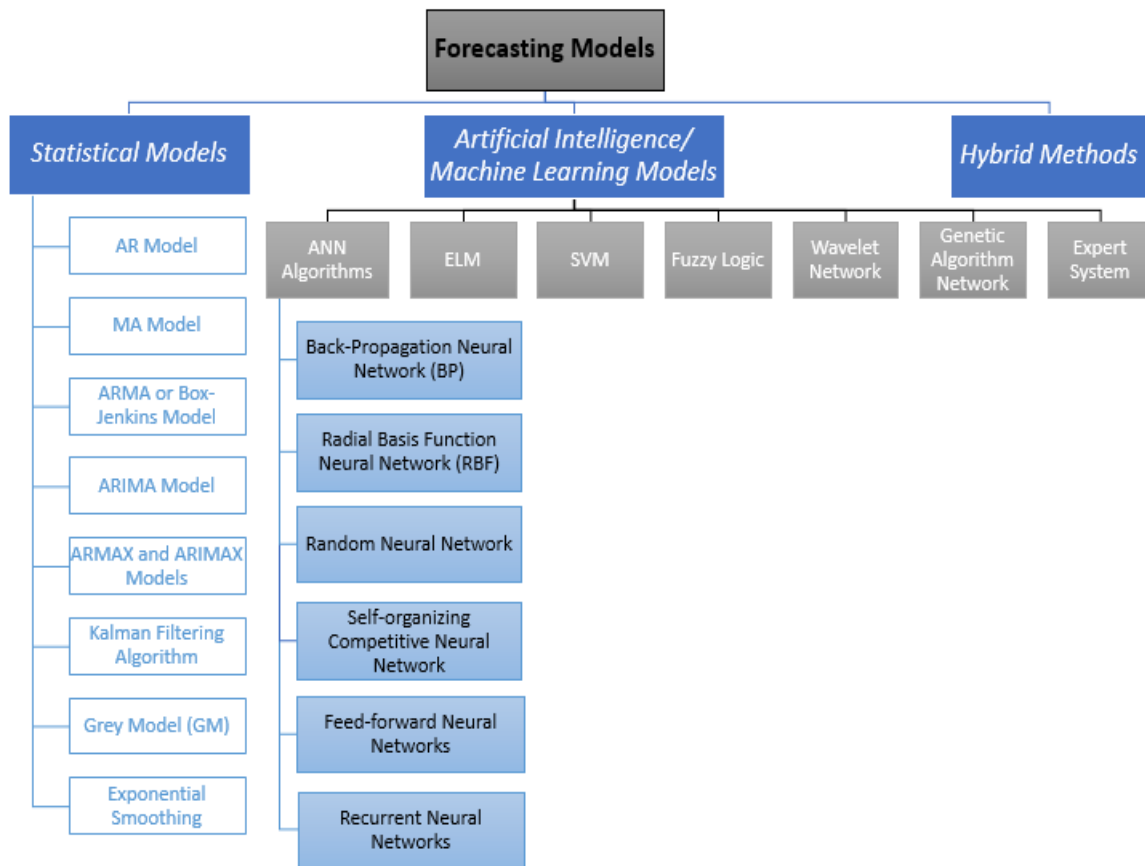 Forecasting Models
Statistical Models
Artificial Intelligence/
Machine Learning Models
Hybrid Methods
AR Model
MA Model
ARMA or Box-
Jenkins Model
ARIMA Model
ARMAX and ARIMAX
Models
Kalman Filtering
Algorithm
Grey Model (GM)
Exponential
Smoothing
ANN
Algorithms
ELM
SVM
Fuzzy Logic
Wavelet
Network
Genetic
Algorithm
Network
Expert
System
Back-Propagation Neural
Network (BP)
Radial Basis Function
Neural Network (RBF)
Random Neural Network
Self-organizing
Competitive Neural
Network
Feed-forward Neural
Networks
Recurrent Neural
Networks